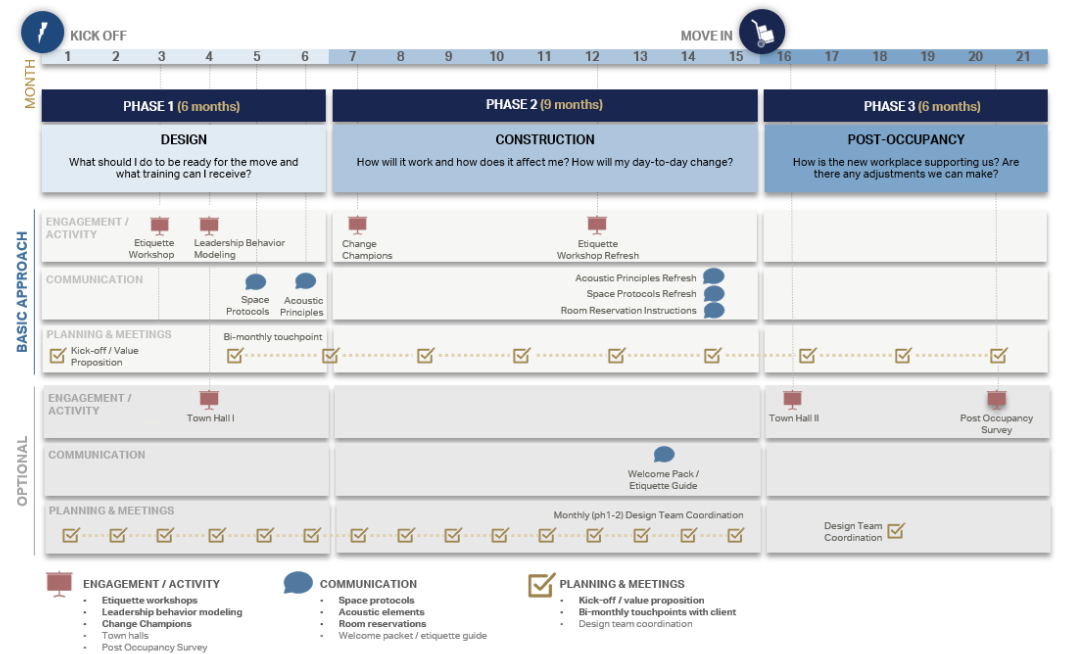 KICK OFF
MOVE IN
MONTH
1 2 3 4 5 6 7 8 9 10 11 12 13 14 15 16 17 18 19 20 21
PHASE 1 (6 months)
PHASE 2 (9 months)
PHASE 3 (6 months)
DESIGN
What should I do to be ready for the move and
what training can I receive?
CONSTRUCTION
How will it work and how does it affect me? How will my day-to-day change?
POST-OCCUPANCY
How is the new workplace supporting us? Are
there any adjustments we can make?
BASIC APPROACH
ENGAGEMENT /
ACTIVITY
Etiquette
Workshop
Leadership Behavior
Modeling
Change
Champions
Etiquette
Workshop Refresh
COMMUNICATION
Space
Protocols
Acoustic
Principles
Acoustic Principles Refresh
Space Protocols Refresh
Room Reservation Instructions
PLANNING & MEETINGS
Kick-off / Value
Proposition
Bi-monthly touchpoint
OPTIONAL
ENGAGEMENT /
ACTIVITY
Town Hall I
Town Hall II
Post Occupancy
Survey
COMMUNICATION
Welcome Pack /
Etiquette Guide
PLANNING & MEETINGS
Monthly (ph1-2) Design Team Coordination
Design Team
Coordination
ENGAGEMENT / ACTIVITY
• Etiquette workshops
• Leadership behavior modeling
• Change Champions
• Town halls
• Post Occupancy Survey
COMMUNICATION
• Space protocols
• Acoustic elements
• Room reservations
• Welcome packet / etiquette guide
PLANNING & MEETINGS
• Kick-off / value proposition
• Bi-monthly touchpoints with client
• Design team coordination